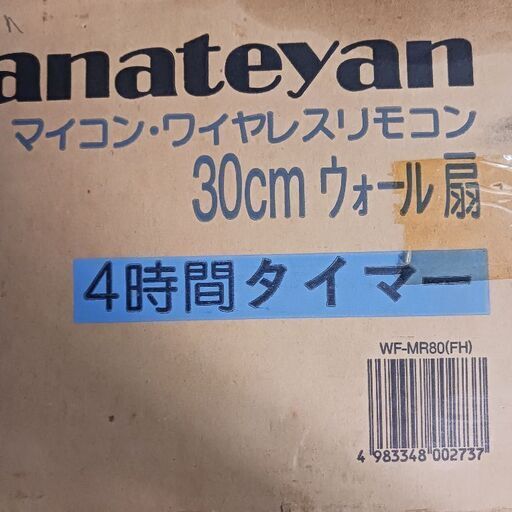 anateyan
マイコン・ワイヤレスリモコン
30cm ウォール扇
4時間タイマー
WF-MR80(FH)
4 983348 002737